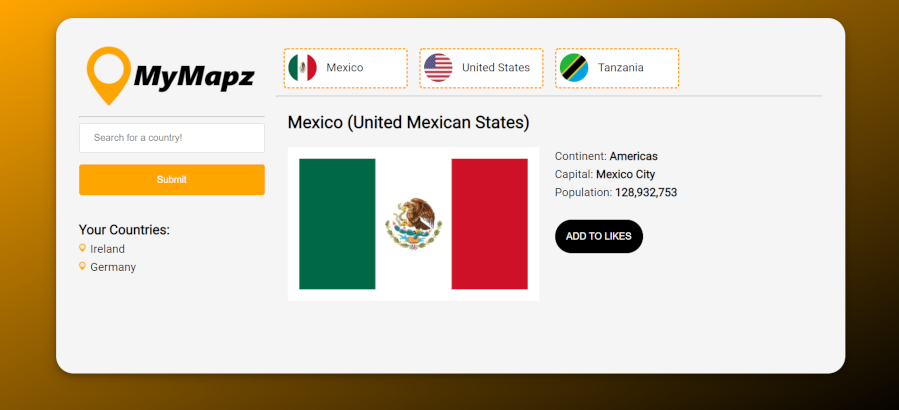 MyMapz
Search for a country!
Submit
Your Countries:
Ireland
Germany
Mexico
United States
Tanzania
Mexico (United Mexican States)
Continent: Americas
Capital: Mexico City
Population: 128,932,753
ADD TO LIKES